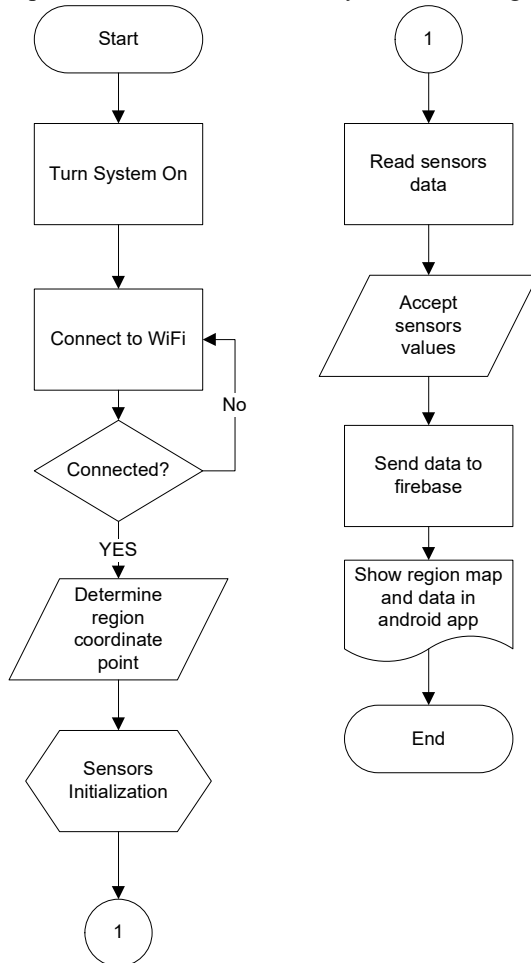 Start
Turn System On
Connect to WiFi
No
Connected?
YES
Determine
region
coordinate
point
Sensors
Initialization
1
1
Read sensors
data
Accept
sensors
values
Send data to
firebase
Show region map
and data in
android app
End